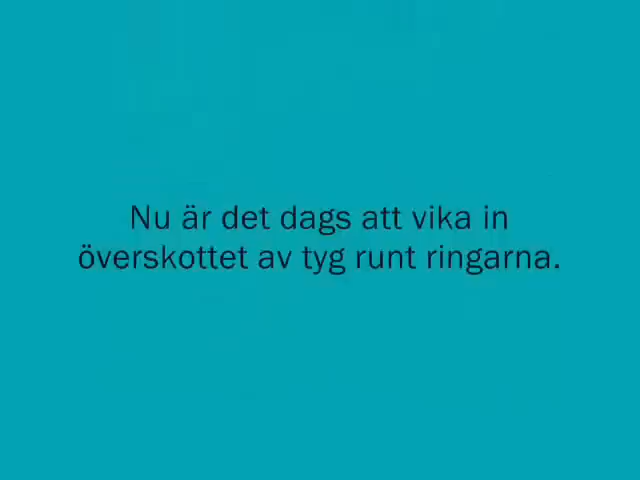 Nu är det dags att vika in
överskottet av tyg runt ringarna.